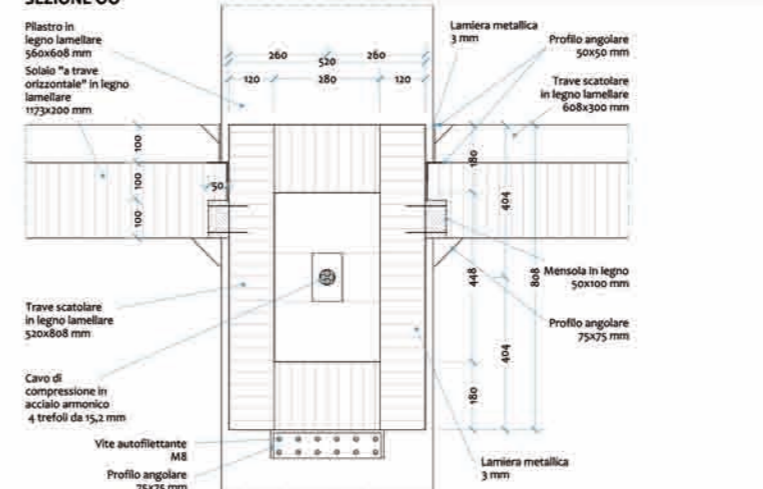 SEZIONE OO
Pilastro in
legno lamellare
560x608 mm
Solaio "a trave
orizzontale" in legno
lamellare
1173x200 mm
Lamiera metallica
3 mm
Profilo angolare
50x50 mm
Trave scatolare
in legno lamellare
608x300 mm
260
520
260
120
280
120
100
100
100
50
180
404
448
808
404
180
Mensola in legno
50x100 mm
Profilo angolare
75x75 mm
Trave scatolare
in legno lamellare
520x808 mm
Cavo di
compressione in
acciaio armonico
4 trefoli da 15,2 mm
Vite autofilettante
M8
Profilo angolare
75x75 mm
Lamiera metallica
3 mm